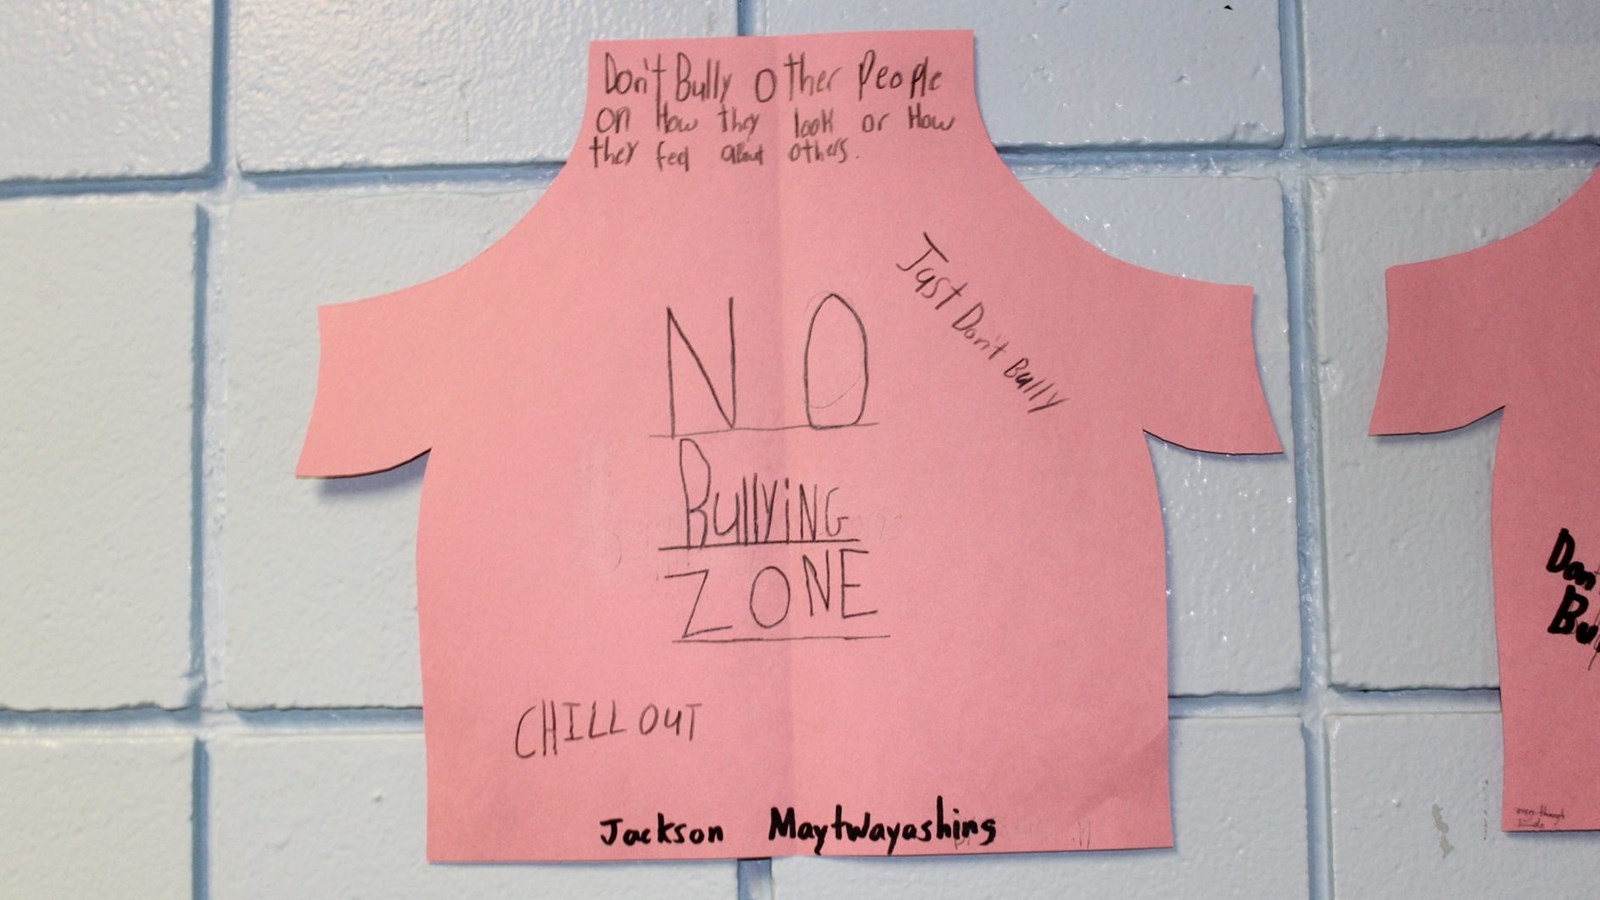 Don't Bully Other People
on How they look or How
they feel about others.
Just Don't Bully
NO
BullyiNG
ZONE
CHILL OUT
Jackson Maytwayashing
Don't